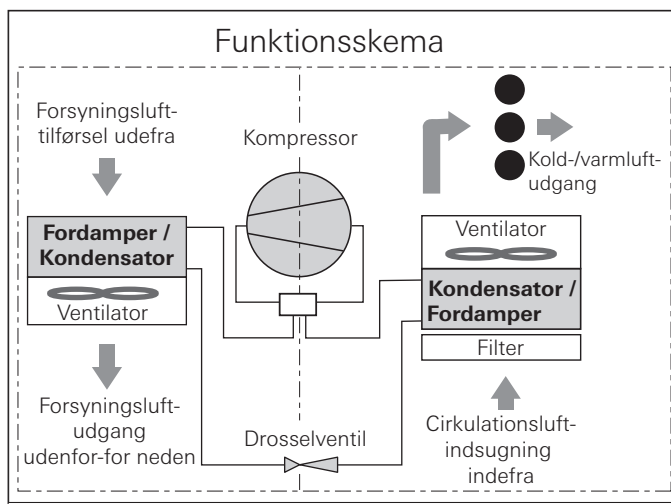 Funktionsskema
Forsyningsluft-
tilførsel udefra
Kompressor
Kold-/varmluft-
udgang
Fordamper /
Kondensator
Ventilator
Ventilator
Kondensator /
Fordamper
Filter
Forsyningsluft-
udgang
udenfor-for neden
Drosselventil
Cirkulationsluft-
indsugning
indefra